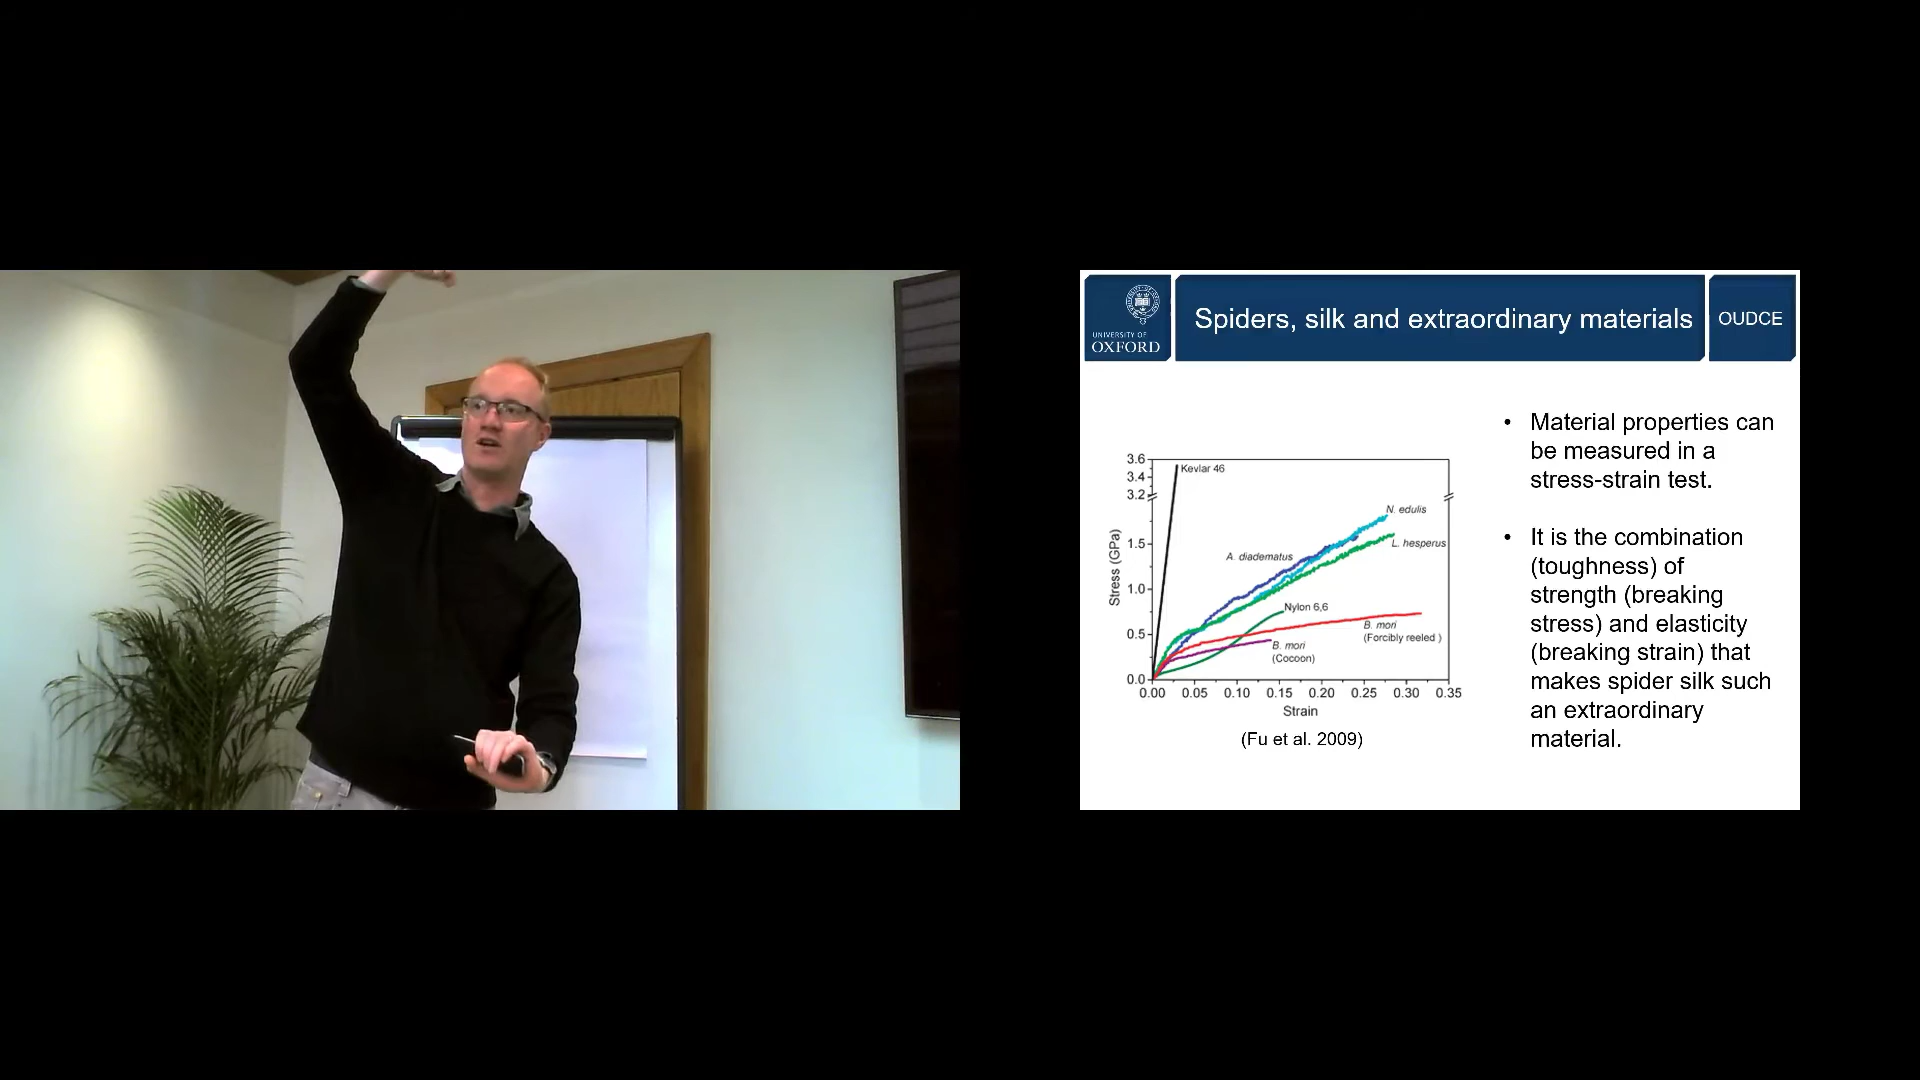 UNIVERSITY OF
OXFORD
Spiders, silk and extraordinary materials
OUDCE
3.6
3.4
3.2
1.5
1.0
0.5
0.0
Stress (GPa)
Kevlar 46
N. edulis
L. hesperus
A. diadematus
Nylon 6,6
B. mori
(Forcibly reeled )
B. mori
(Cocoon)
0.00 0.05 0.10 0.15 0.20 0.25 0.30 0.35
Strain
(Fu et al. 2009)
• Material properties can
be measured in a
stress-strain test.
• It is the combination
(toughness) of
strength (breaking
stress) and elasticity
(breaking strain) that
makes spider silk such
an extraordinary
material.